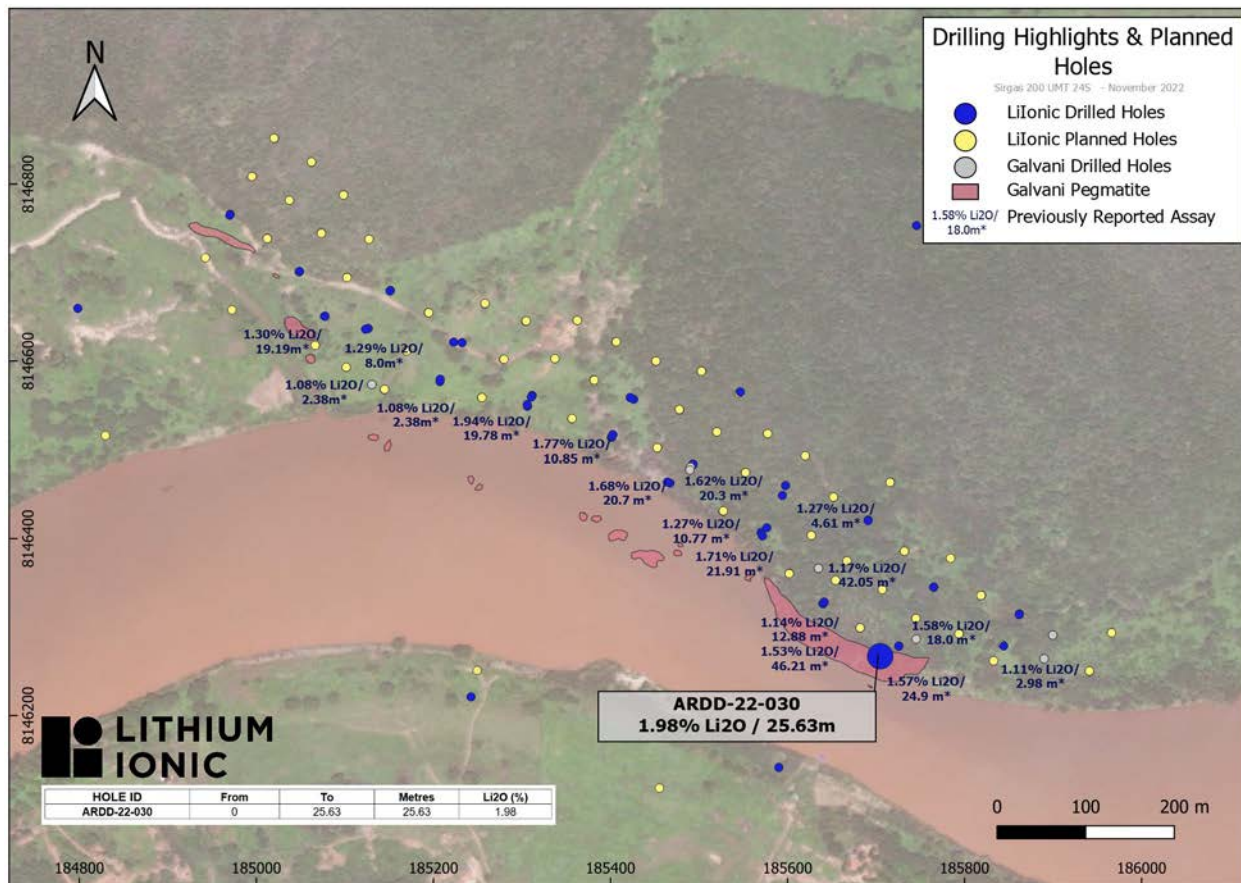 N
Drilling Highlights & Planned
Holes
Sirgas 200 UMT 24S - November 2022
LiIonic Drilled Holes
LiIonic Planned Holes
Galvani Drilled Holes
Galvani Pegmatite
1.58% Li2O/
18.0m*
Previously Reported Assay
8146800
8146600
8146400
8146200
1.30% Li2O/
19.19m*
1.29% Li2O/
8.0m*
1.08% Li2O/
2.38m*
1.08% Li2O/
2.38m*
1.94% Li2O/
19.78 m*
1.77% Li2O/
10.85 m*
1.68% Li2O/
20.7 m*
1.62% Li2O/
20.3 m*
1.27% Li2O/
4.61 m*
1.27% Li2O/
10.77 m*
1.71% Li2O/
21.91 m*
1.17% Li2O/
42.05 m*
1.14% Li2O/
12.88 m*
1.53% Li2O/
46.21 m*
1.58% Li2O/
18.0 m*
1.57% Li2O/
24.9 m*
1.11% Li2O/
2.98 m*
ARDD-22-030
1.98% Li2O / 25.63m
LITHIUM
IONIC
HOLE ID From To Metres Li2O (%)
ARDD-22-030 0 25.63 25.63 1.98
0 100 200 m
184800 185000 185200 185400 185600 185800 186000